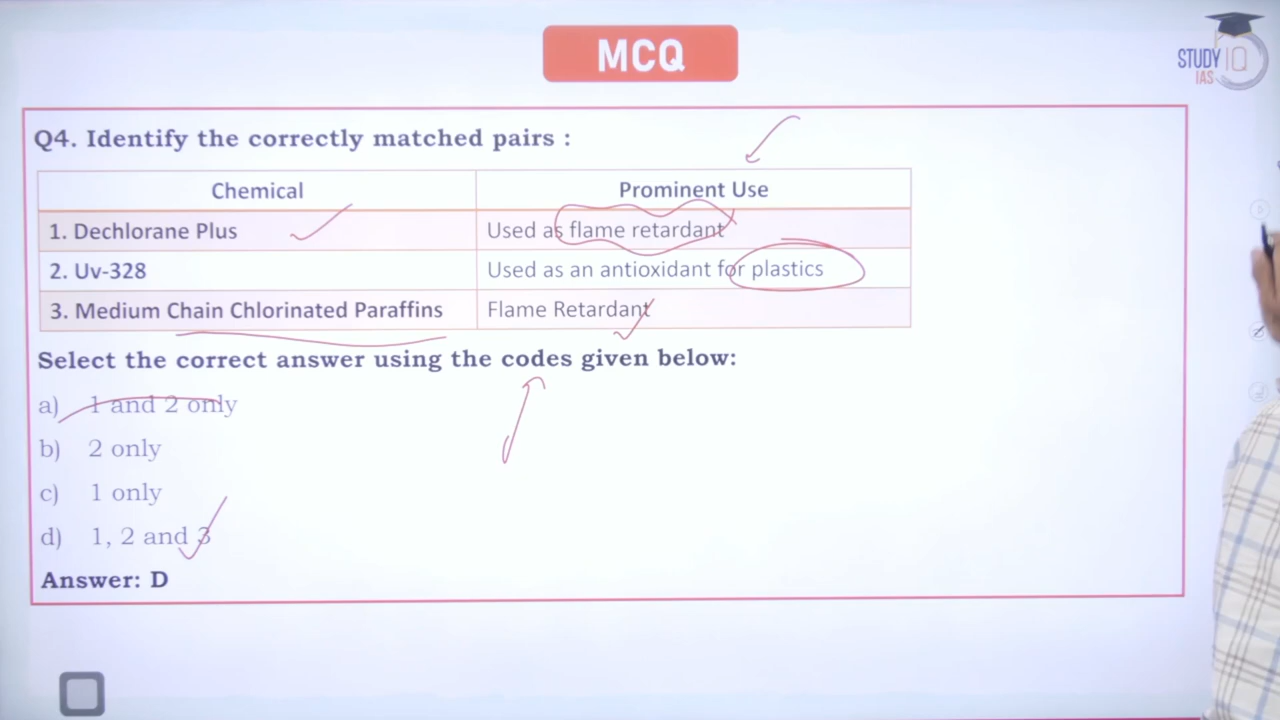 MCQ
STUDY IQ
IAS
Q4. Identify the correctly matched pairs :
Chemical Prominent Use
1. Dechlorane Plus Used as flame retardant
2. Uv-328 Used as an antioxidant for plastics
3. Medium Chain Chlorinated Paraffins Flame Retardant
Select the correct answer using the codes given below:
a) 1 and 2 only
b) 2 only
c) 1 only
d) 1, 2 and 3
Answer: D